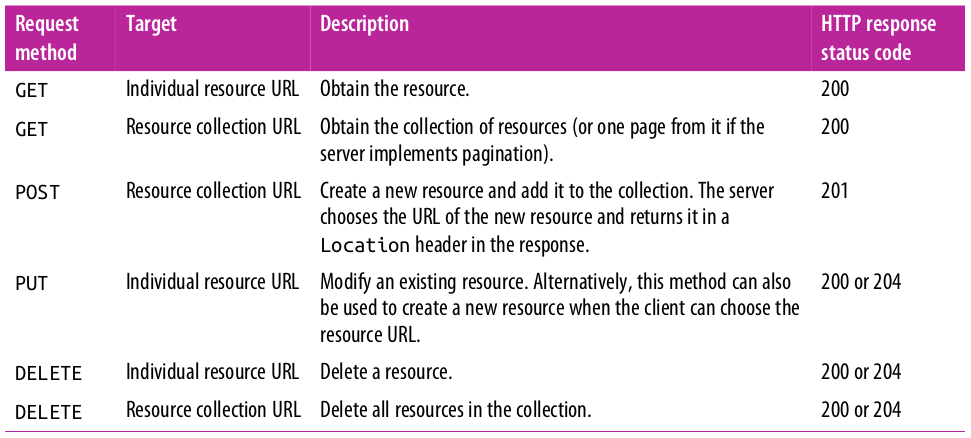 Request method Target Description HTTP response status code
GET Individual resource URL Obtain the resource. 200
GET Resource collection URL Obtain the collection of resources (or one page from it if the 200
server implements pagination).
POST Resource collection URL Create a new resource and add it to the collection. The server 201
chooses the URL of the new resource and returns it in a
Location header in the response.
PUT Individual resource URL Modify an existing resource. Alternatively, this method can also 200 or 204
be used to create a new resource when the client can choose the
resource URL.
DELETE Individual resource URL Delete a resource. 200 or 204
DELETE Resource collection URL Delete all resources in the collection. 200 or 204